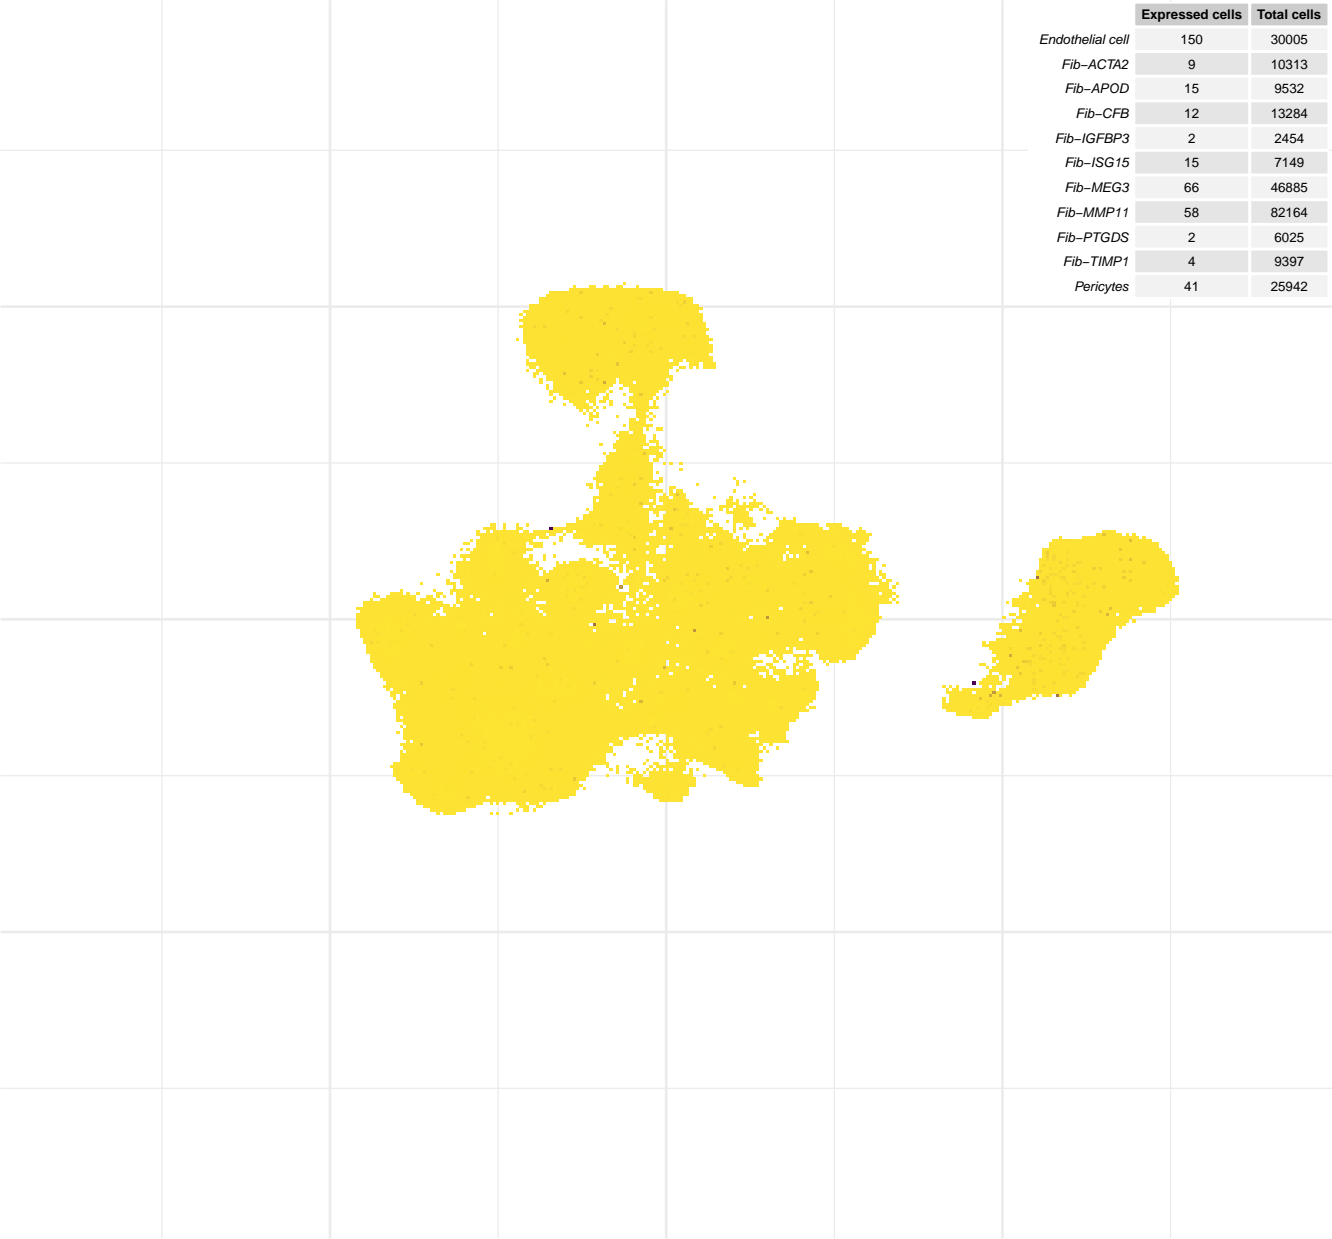 Expressed cells Total cells
Endothelial cell 150 30005
Fib−ACTA2 9 10313
Fib−APOD 15 9532
Fib−CFB 12 13284
Fib−IGFBP3 2 2454
Fib−ISG15 15 7149
Fib−MEG3 66 46885
Fib−MMP11 58 82164
Fib−PTGDS 2 6025
Fib−TIMP1 4 9397
Pericytes 41 25942